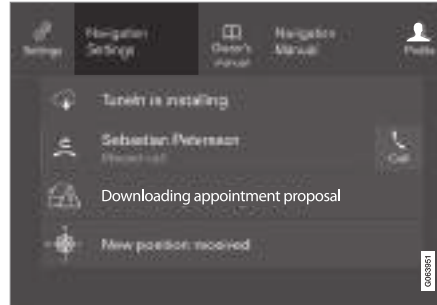 Settings
Navigation
Settings
Owner's
manual
Navigation
Manual
Profile
TuneIn is installing
Sebastian Peterson
Missed call
Call
Downloading appointment proposal
New position received
G063951